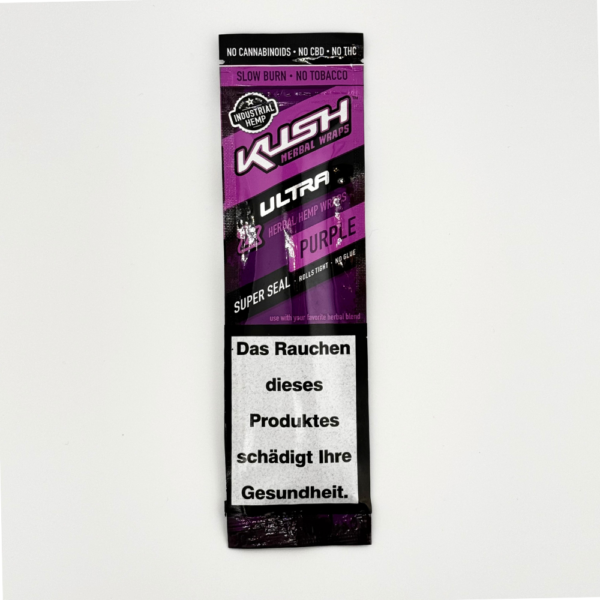 NO CANNABINOIDS • NO CBD • NO THC
SLOW BURN • NO TOBACCO
INDUSTRIAL
HEMP
KUSH
HERBAL WRAPS
ULTRA
HERBAL HEMP WRAPS
PURPLE
SUPER SEAL • ROLLS TIGHT • NO GLUE
use with your favorite herbal blend
Das Rauchen
dieses
Produktes
schädigt Ihre
Gesundheit.